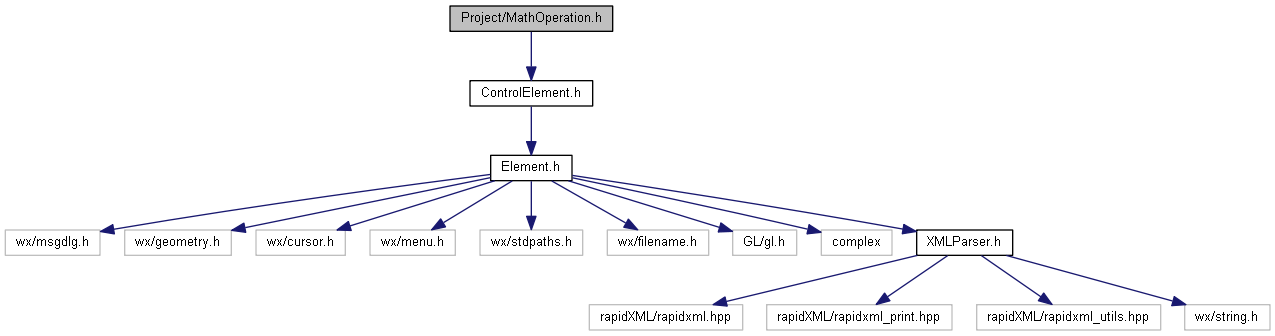 Project/MathOperation.h
ControlElement.h
Element.h
wx/msgdlg.h
wx/geometry.h
wx/cursor.h
wx/menu.h
wx/stdpaths.h
wx/filename.h
GL/gl.h
complex
XMLParser.h
rapidXML/rapidxml.hpp
rapidXML/rapidxml_print.hpp
rapidXML/rapidxml_utils.hpp
wx/string.h